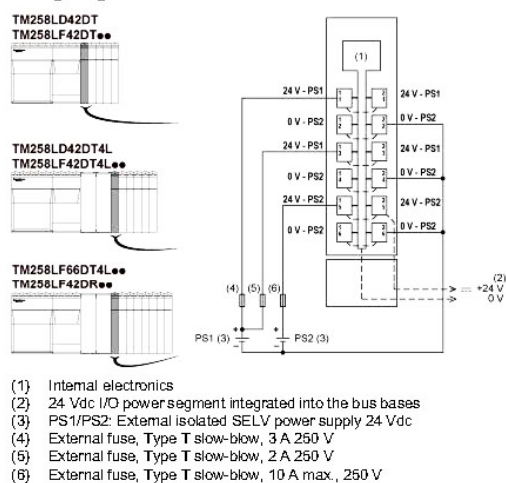 TM258LD42DT
TM258LF42DT●●
TM258LD42DT4L
TM258LF42DT4L●●
TM258LF66DT4L●●
TM258LF42DR●●
(1)
24 V - PS1
24 V - PS1
0 V - PS2
0 V - PS2
24 V - PS1
24 V - PS1
0 V - PS2
0 V - PS2
24 V - PS2
24 V - PS2
0 V - PS2
0 V - PS2
(2)
+24 V
0 V
(4) (5) (6)
PS1 (3)
PS2 (3)
(1) Internal electronics
(2) 24 Vdc I/O power segment integrated into the bus bases
(3) PS1/PS2: External isolated SELV power supply 24 Vdc
(4) External fuse, Type T slow-blow, 3 A 250 V
(5) External fuse, Type T slow-blow, 2 A 250 V
(6) External fuse, Type T slow-blow, 10 A max., 250 V